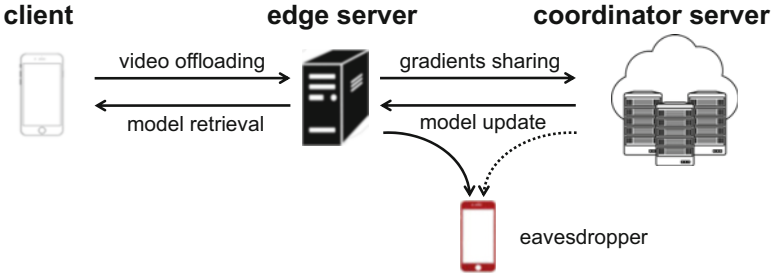 client
edge server
coordinator server
video offloading
gradients sharing
model retrieval
model update
eavesdropper